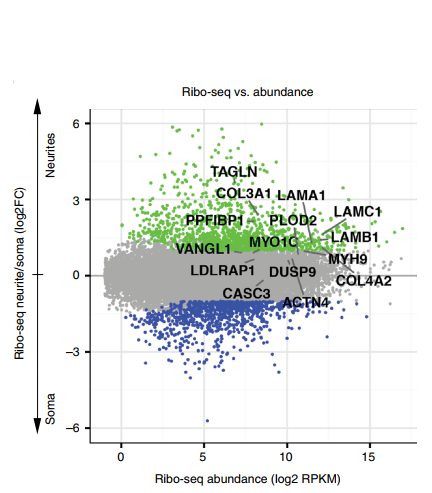 Ribo-seq vs. abundance
Neurites
Ribo-seq neurite/soma (log2FC)
Soma
6
3
0
−3
−6
TAGLN
COL3A1 LAMA1
LAMC1
PPFIBP1 PLOD2
LAMB1
MYO1C
VANGL1
MYH9
LDLRAP1 DUSP9
COL4A2
CASC3
ACTN4
0 5 10 15
Ribo-seq abundance (log2 RPKM)